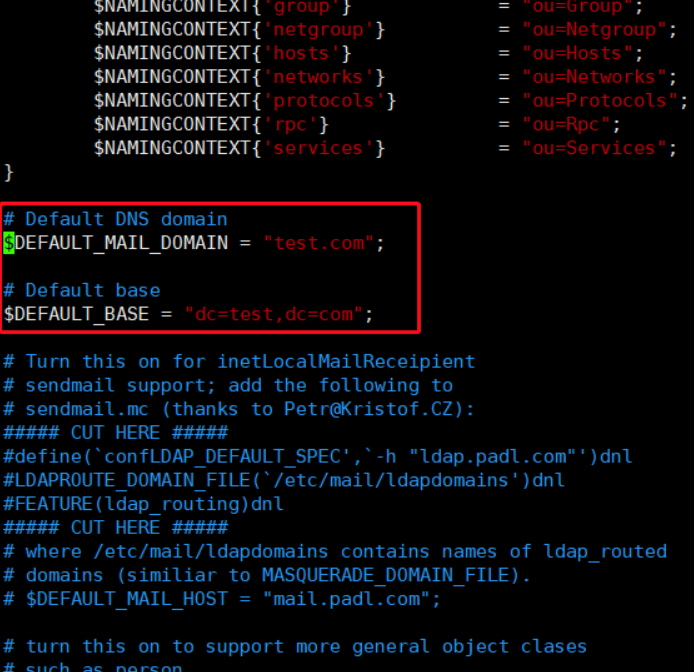 $NAMINGCONTEXT{'group'} = "ou=Group";
$NAMINGCONTEXT{'netgroup'} = "ou=Netgroup";
$NAMINGCONTEXT{'hosts'} = "ou=Hosts";
$NAMINGCONTEXT{'networks'} = "ou=Networks";
$NAMINGCONTEXT{'protocols'} = "ou=Protocols";
$NAMINGCONTEXT{'rpc'} = "ou=Rpc";
$NAMINGCONTEXT{'services'} = "ou=Services";
}
# Default DNS domain
$DEFAULT_MAIL_DOMAIN = "test.com";
# Default base
$DEFAULT_BASE = "dc=test,dc=com";
# Turn this on for inetLocalMailReceipient
# sendmail support; add the following to
# sendmail.mc (thanks to Petr@Kristof.CZ):
##### CUT HERE #####
#define(`confLDAP_DEFAULT_SPEC',`-h "ldap.padl.com"')dnl
#LDAPROUTE_DOMAIN_FILE(`/etc/mail/ldapdomains')dnl
#FEATURE(ldap_routing)dnl
##### CUT HERE #####
# where /etc/mail/ldapdomains contains names of ldap_routed
# domains (similiar to MASQUERADE_DOMAIN_FILE).
# $DEFAULT_MAIL_HOST = "mail.padl.com";
# turn this on to support more general object clases
# such as person